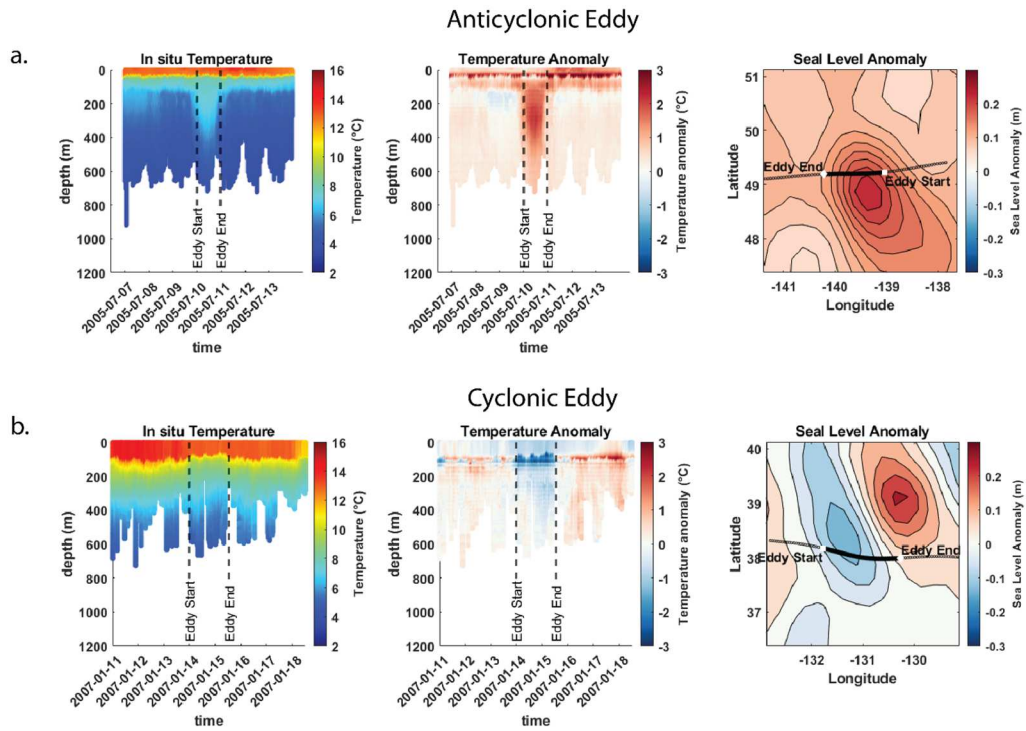 Anticyclonic Eddy
a.
In situ Temperature
Temperature Anomaly
Seal Level Anomaly
0
200
400
600
800
1000
1200
depth (m)
Eddy Start
Eddy End
2005-07-07
2005-07-08
2005-07-09
2005-07-10
2005-07-11
2005-07-12
2005-07-13
time
16
14
12
10
8
6
4
2
Temperature (°C)
0
200
400
600
800
1000
1200
depth (m)
Eddy Start
Eddy End
2005-07-07
2005-07-08
2005-07-09
2005-07-10
2005-07-11
2005-07-12
2005-07-13
time
3
2
1
0
-1
-2
-3
Temperature anomaly (°C)
51
50
49
48
Latitude
Eddy End
Eddy Start
-141
-140
-139
-138
Longitude
0.2
0.1
0
-0.1
-0.2
-0.3
Sea Level Anomaly (m)
Cyclonic Eddy
b.
In situ Temperature
Temperature Anomaly
Seal Level Anomaly
0
200
400
600
800
1000
1200
depth (m)
Eddy Start
Eddy End
2007-01-11
2007-01-12
2007-01-13
2007-01-14
2007-01-15
2007-01-16
2007-01-17
2007-01-18
time
16
14
12
10
8
6
4
2
Temperature (°C)
0
200
400
600
800
1000
1200
depth (m)
Eddy Start
Eddy End
2007-01-11
2007-01-12
2007-01-13
2007-01-14
2007-01-15
2007-01-16
2007-01-17
2007-01-18
time
3
2
1
0
-1
-2
-3
Temperature anomaly (°C)
40
39
38
37
Latitude
Eddy Start
Eddy End
-132
-131
-130
Longitude
0.2
0.1
0
-0.1
-0.2
-0.3
Sea Level Anomaly (m)